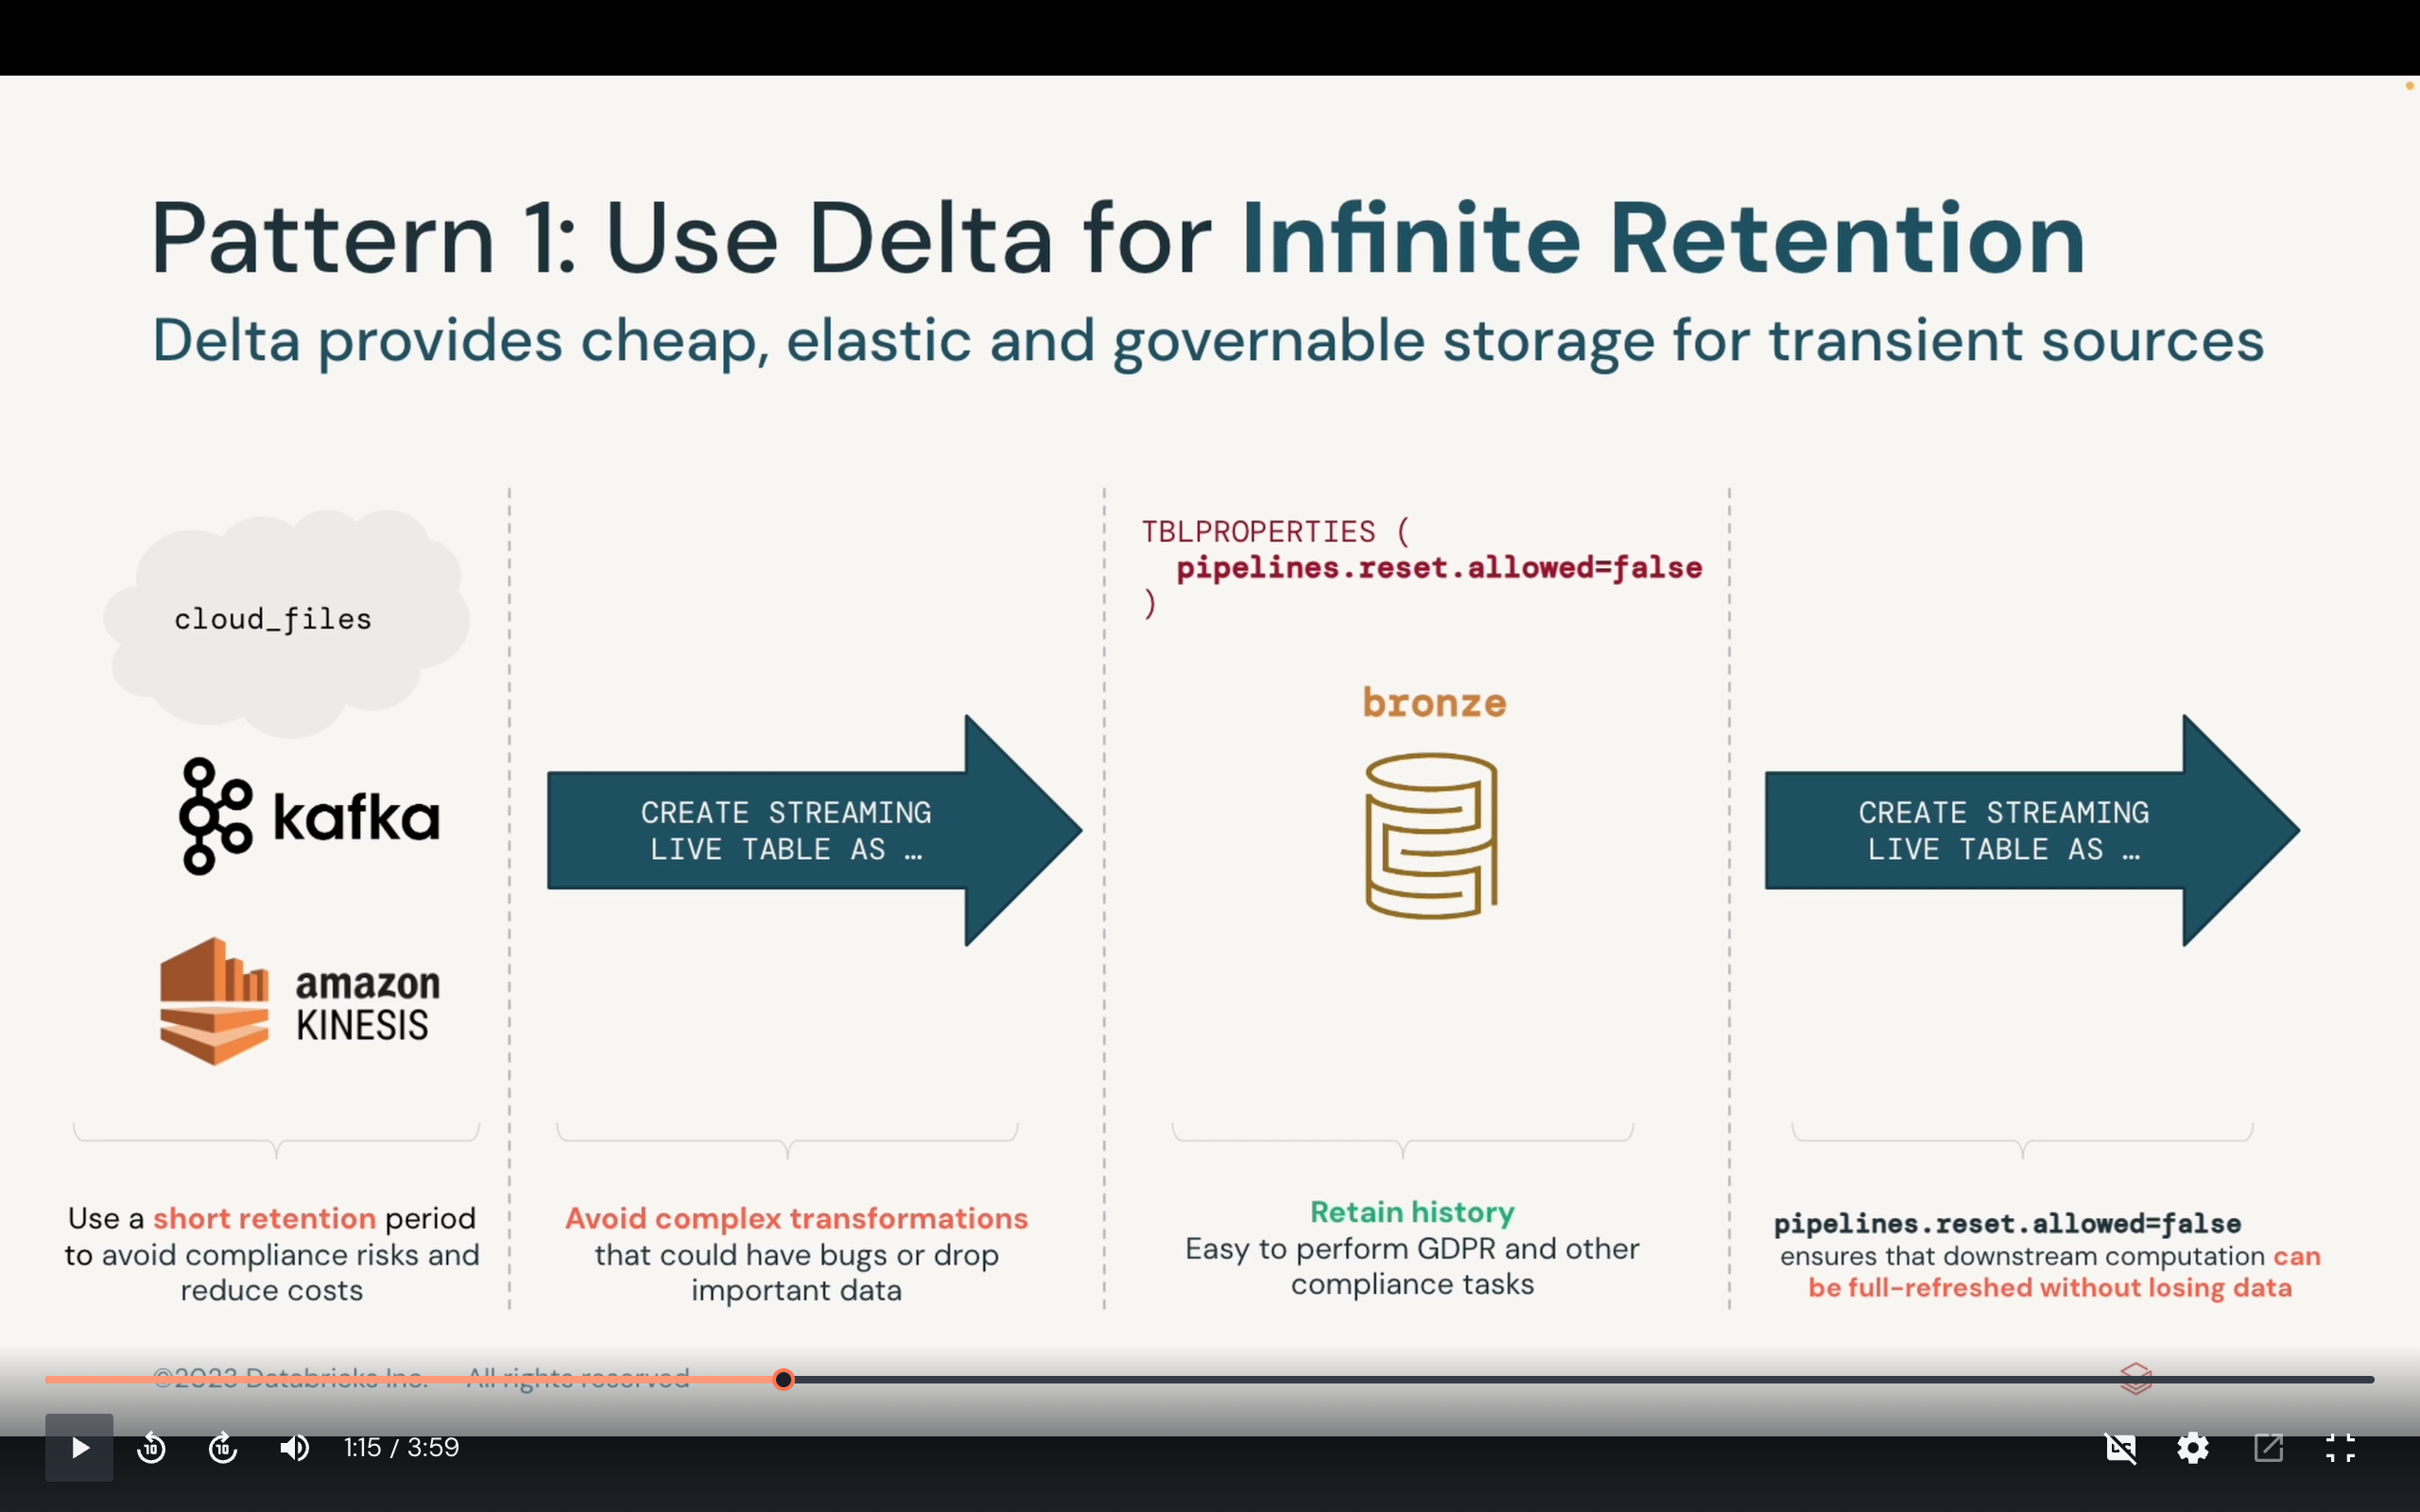 Pattern 1: Use Delta for Infinite Retention
Delta provides cheap, elastic and governable storage for transient sources
cloud_files
kafka
amazon
KINESIS
Use a short retention period
to avoid compliance risks and
reduce costs
CREATE STREAMING
LIVE TABLE AS …
Avoid complex transformations
that could have bugs or drop
important data
TBLPROPERTIES (
pipelines.reset.allowed=false
)
bronze
Retain history
Easy to perform GDPR and other
compliance tasks
CREATE STREAMING
LIVE TABLE AS …
pipelines.reset.allowed=false
ensures that downstream computation can
be full-refreshed without losing data
©2023 Databricks Inc. — All rights reserved
10
10
1:15 / 3:59